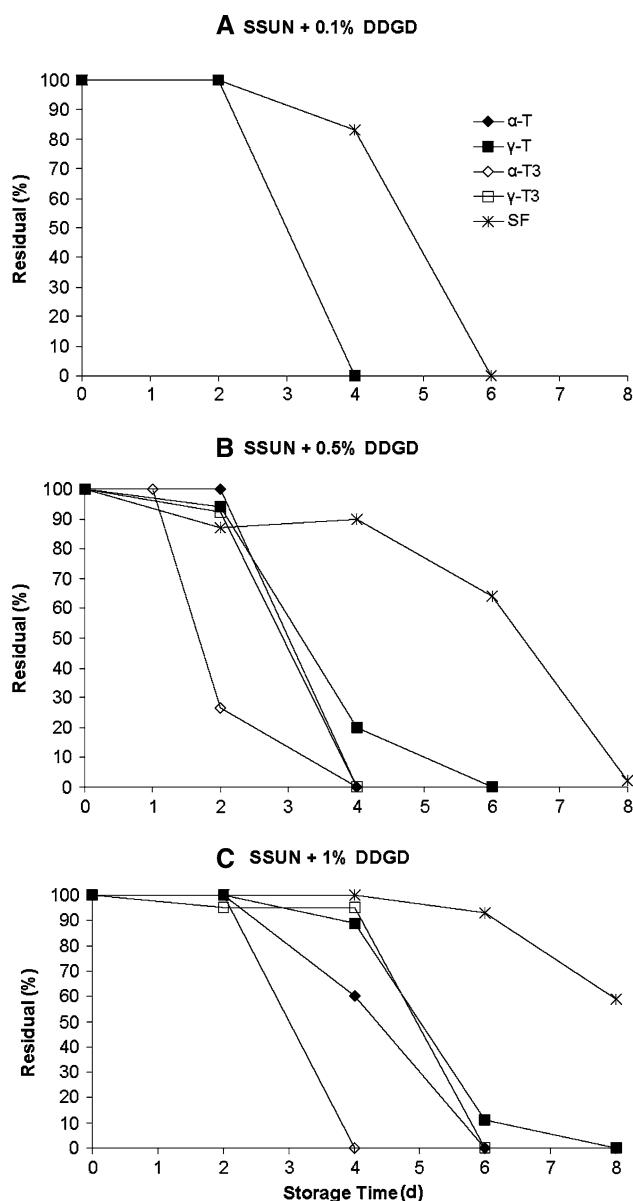 A SSUN + 0.1% DDGD
100
90
80
70
60
50
40
30
20
10
0
Residual (%)
α-T
γ-T
α-T3
γ-T3
SF
0 1 2 3 4 5 6 7 8
B SSUN + 0.5% DDGD
100
90
80
70
60
50
40
30
20
10
0
Residual (%)
0 1 2 3 4 5 6 7 8
C SSUN + 1% DDGD
100
90
80
70
60
50
40
30
20
10
0
Residual (%)
0 1 2 3 4 5 6 7 8
Storage Time (d)